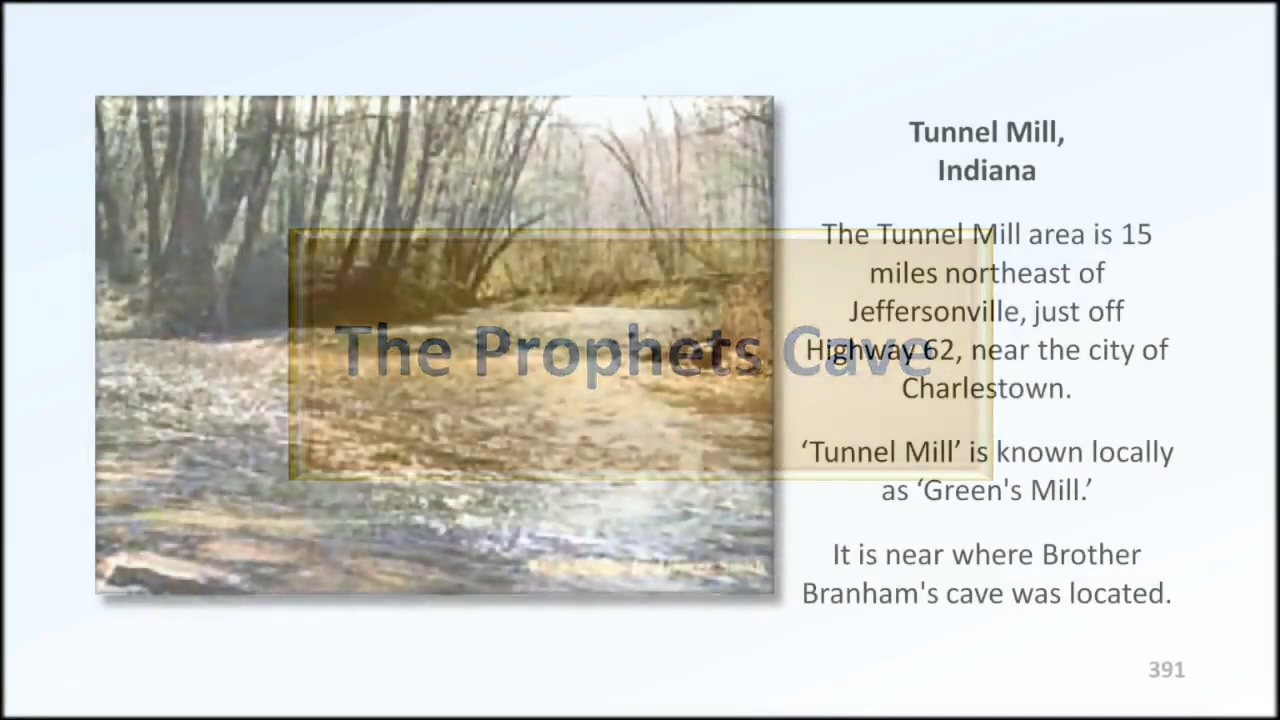 Tunnel Mill,
Indiana
The Tunnel Mill area is 15
miles northeast of
Jeffersonville, just off
Highway 62, near the city of
Charlestown.
‘Tunnel Mill’ is known locally
as ‘Green's Mill.’
It is near where Brother
Branham's cave was located.
The Prophets Cave
391